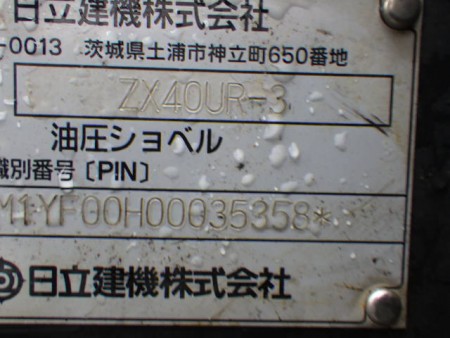 日立建機株式会社
-0013 茨城県土浦市神立町650番地
ZX40UR-3
油圧ショベル
識別番号〔PIN〕
M1YF00H00035358*
日立建機株式会社